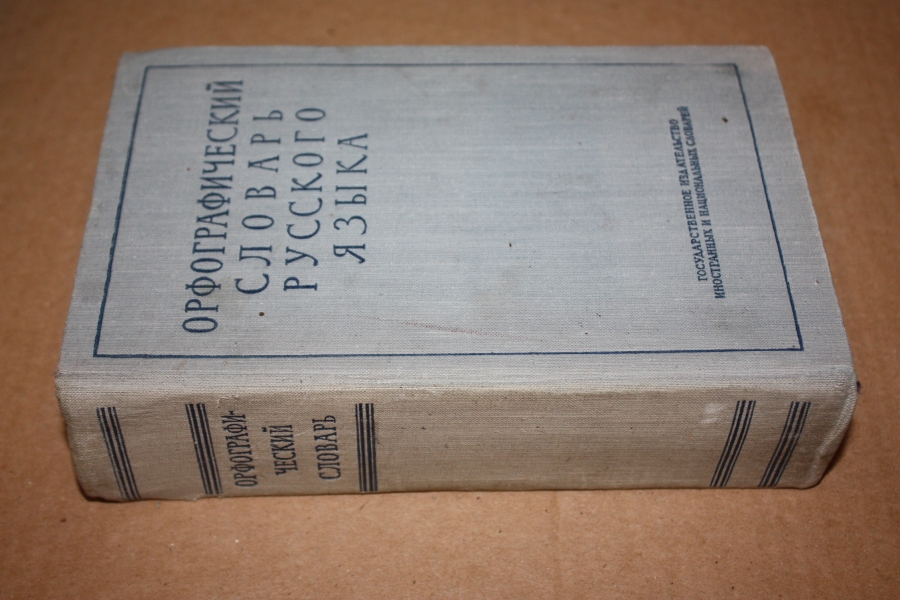 ОРФОГРАФИЧЕСКИЙ
СЛОВАРЬ
РУССКОГО
ЯЗЫКА
ГОСУДАРСТВЕННОЕ ИЗДАТЕЛЬСТВО
ИНОСТРАННЫХ И НАЦИОНАЛЬНЫХ СЛОВАРЕЙ
ОРФОГРАФИ-
ЧЕСКИЙ
СЛОВАРЬ